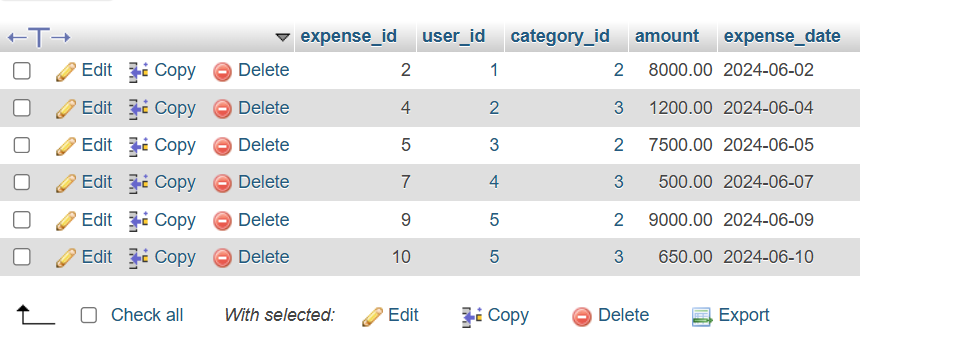 expense_id user_id category_id amount expense_date
Edit Copy Delete 2 1 2 8000.00 2024-06-02
Edit Copy Delete 4 2 3 1200.00 2024-06-04
Edit Copy Delete 5 3 2 7500.00 2024-06-05
Edit Copy Delete 7 4 3 500.00 2024-06-07
Edit Copy Delete 9 5 2 9000.00 2024-06-09
Edit Copy Delete 10 5 3 650.00 2024-06-10
Check all With selected: Edit Copy Delete Export